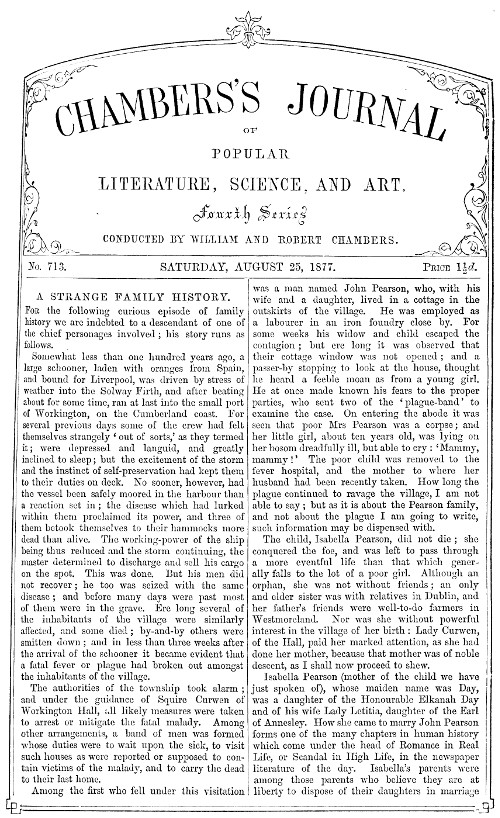 CHAMBERS'S JOURNAL
OF
POPULAR
LITERATURE, SCIENCE, AND ART.
Fourth Series
CONDUCTED BY WILLIAM AND ROBERT CHAMBERS.
No. 713. SATURDAY, AUGUST 25, 1877. PRICE 1½d.
A STRANGE FAMILY HISTORY.
For the following curious episode of family
history we are indebted to a descendant of one of
the chief personages involved; his story runs as
follows.
Somewhat less than one hundred years ago, a
large schooner, laden with oranges from Spain,
and bound for Liverpool, was driven by stress of
weather into the Solway Firth, and after beating
about for some time, ran at last into the small port
of Workington, on the Cumberland coast. For
several previous days some of the crew had felt
themselves strangely 'out of sorts,' as they termed
it; were depressed and languid, and greatly
inclined to sleep; but the excitement of the storm
and the instinct of self-preservation had kept them
to their duties on deck. No sooner, however, had
the vessel been safely moored in the harbour than
a reaction set in; the disease which had lurked
within them proclaimed its power, and three of
them betook themselves to their hammocks more
dead than alive. The working-power of the ship
being thus reduced and the storm continuing, the
master determined to discharge and sell his cargo
on the spot. This was done. But his men did
not recover; he too was seized with the same
disease; and before many days were past most
of them were in the grave. Ere long several of
the inhabitants of the village were similarly
affected, and some died; by-and-by others were
smitten down; and in less than three weeks after
the arrival of the schooner it became evident that
a fatal fever or plague had broken out amongst
the inhabitants of the village.
The authorities of the township took alarm;
and under the guidance of Squire Curwen of
Workington Hall, all likely measures were taken
to arrest or mitigate the fatal malady. Among
other arrangements, a band of men was formed
whose duties were to wait upon the sick, to visit
such houses as were reported or supposed to con-
tain victims of the malady, and to carry the dead
to their last home.
Among the first who fell under this visitation
was a man named John Pearson, who, with his
wife and a daughter, lived in a cottage in the
outskirts of the village. He was employed as
a labourer in an iron foundry close by. For
some weeks his widow and child escaped the
contagion; but ere long it was observed that
their cottage window was not opened; and a
passer-by stopping to look at the house, thought
he heard a feeble moan as from a young girl.
He at once made known his fears to the proper
parties, who sent two of the 'plague-band' to
examine the case. On entering the abode it was
seen that poor Mrs Pearson was a corpse; and
her little girl, about ten years old, was lying on
her bosom dreadfully ill, but able to cry: 'Mammy,
mammy!' The poor child was removed to the
fever hospital, and the mother to where her
husband had been recently taken. How long the
plague continued to ravage the village, I am not
able to say; but as it is about the Pearson family,
and not about the plague I am going to write,
such information may be dispensed with.
The child, Isabella Pearson, did not die; she
conquered the foe, and was left to pass through
a more eventful life than that which gener-
ally falls to the lot of a poor girl. Although an
orphan, she was not without friends; an only
and older sister was with relatives in Dublin, and
her father's friends were well-to-do farmers in
Westmoreland. Nor was she without powerful
interest in the village of her birth: Lady Curwen,
of the Hall, paid her marked attention, as she had
done her mother, because that mother was of noble
descent, as I shall now proceed to shew.
Isabella Pearson (mother of the child we have
just spoken of), whose maiden name was Day,
was a daughter of the Honourable Elkanah Day
and of his wife Lady Letitia, daughter of the Earl
of Annesley. How she came to marry John Pearson
forms one of the many chapters in human history
which come under the head of Romance in Real
Life, or Scandal in High Life, in the newspaper
literature of the day. Isabella's parents were
among those parents who believe they are at
liberty to dispose of their daughters in marriage